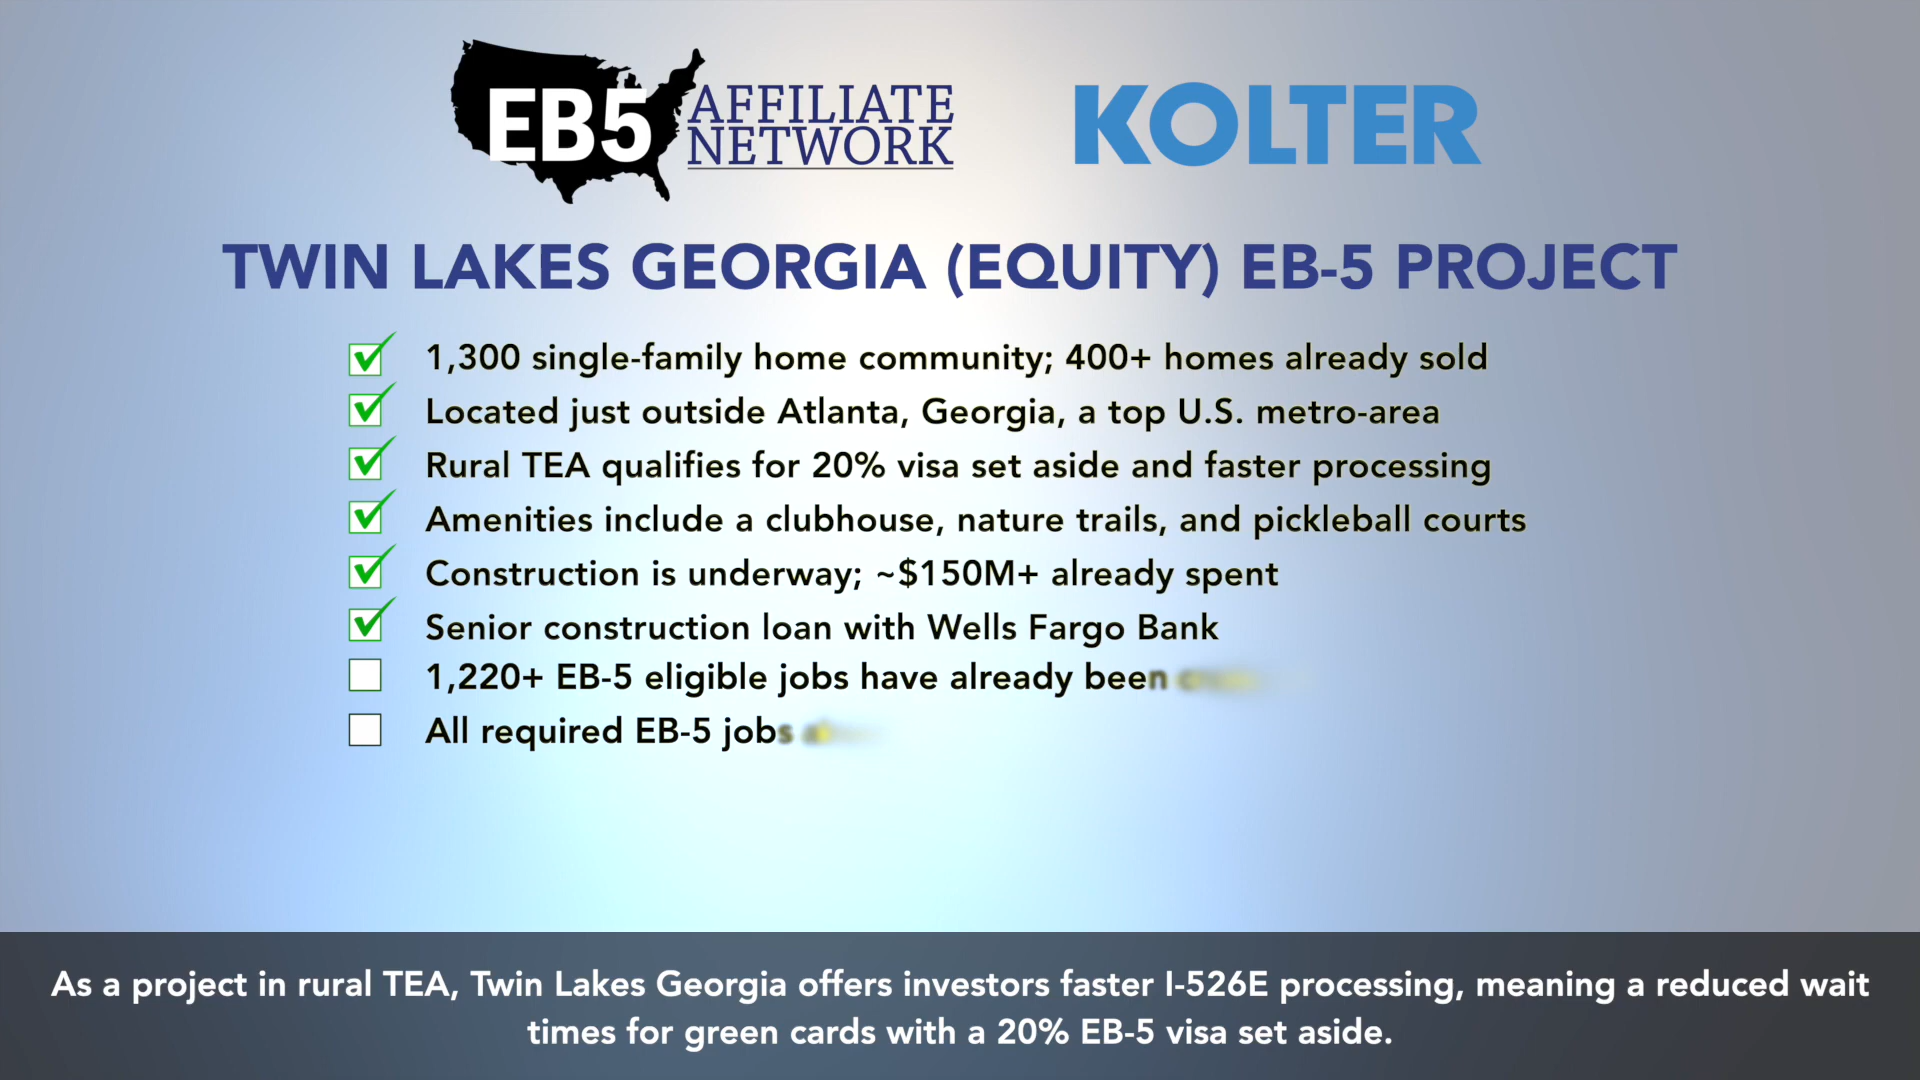 EB5 AFFILIATE
NETWORK
KOLTER
TWIN LAKES GEORGIA (EQUITY) EB-5 PROJECT
1,300 single-family home community; 400+ homes already sold
Located just outside Atlanta, Georgia, a top U.S. metro-area
Rural TEA qualifies for 20% visa set aside and faster processing
Amenities include a clubhouse, nature trails, and pickleball courts
Construction is underway; ~$150M+ already spent
Senior construction loan with Wells Fargo Bank
1,220+ EB-5 eligible jobs have already been
All required EB-5 jobs
As a project in rural TEA, Twin Lakes Georgia offers investors faster I-526E processing, meaning a reduced wait
times for green cards with a 20% EB-5 visa set aside.